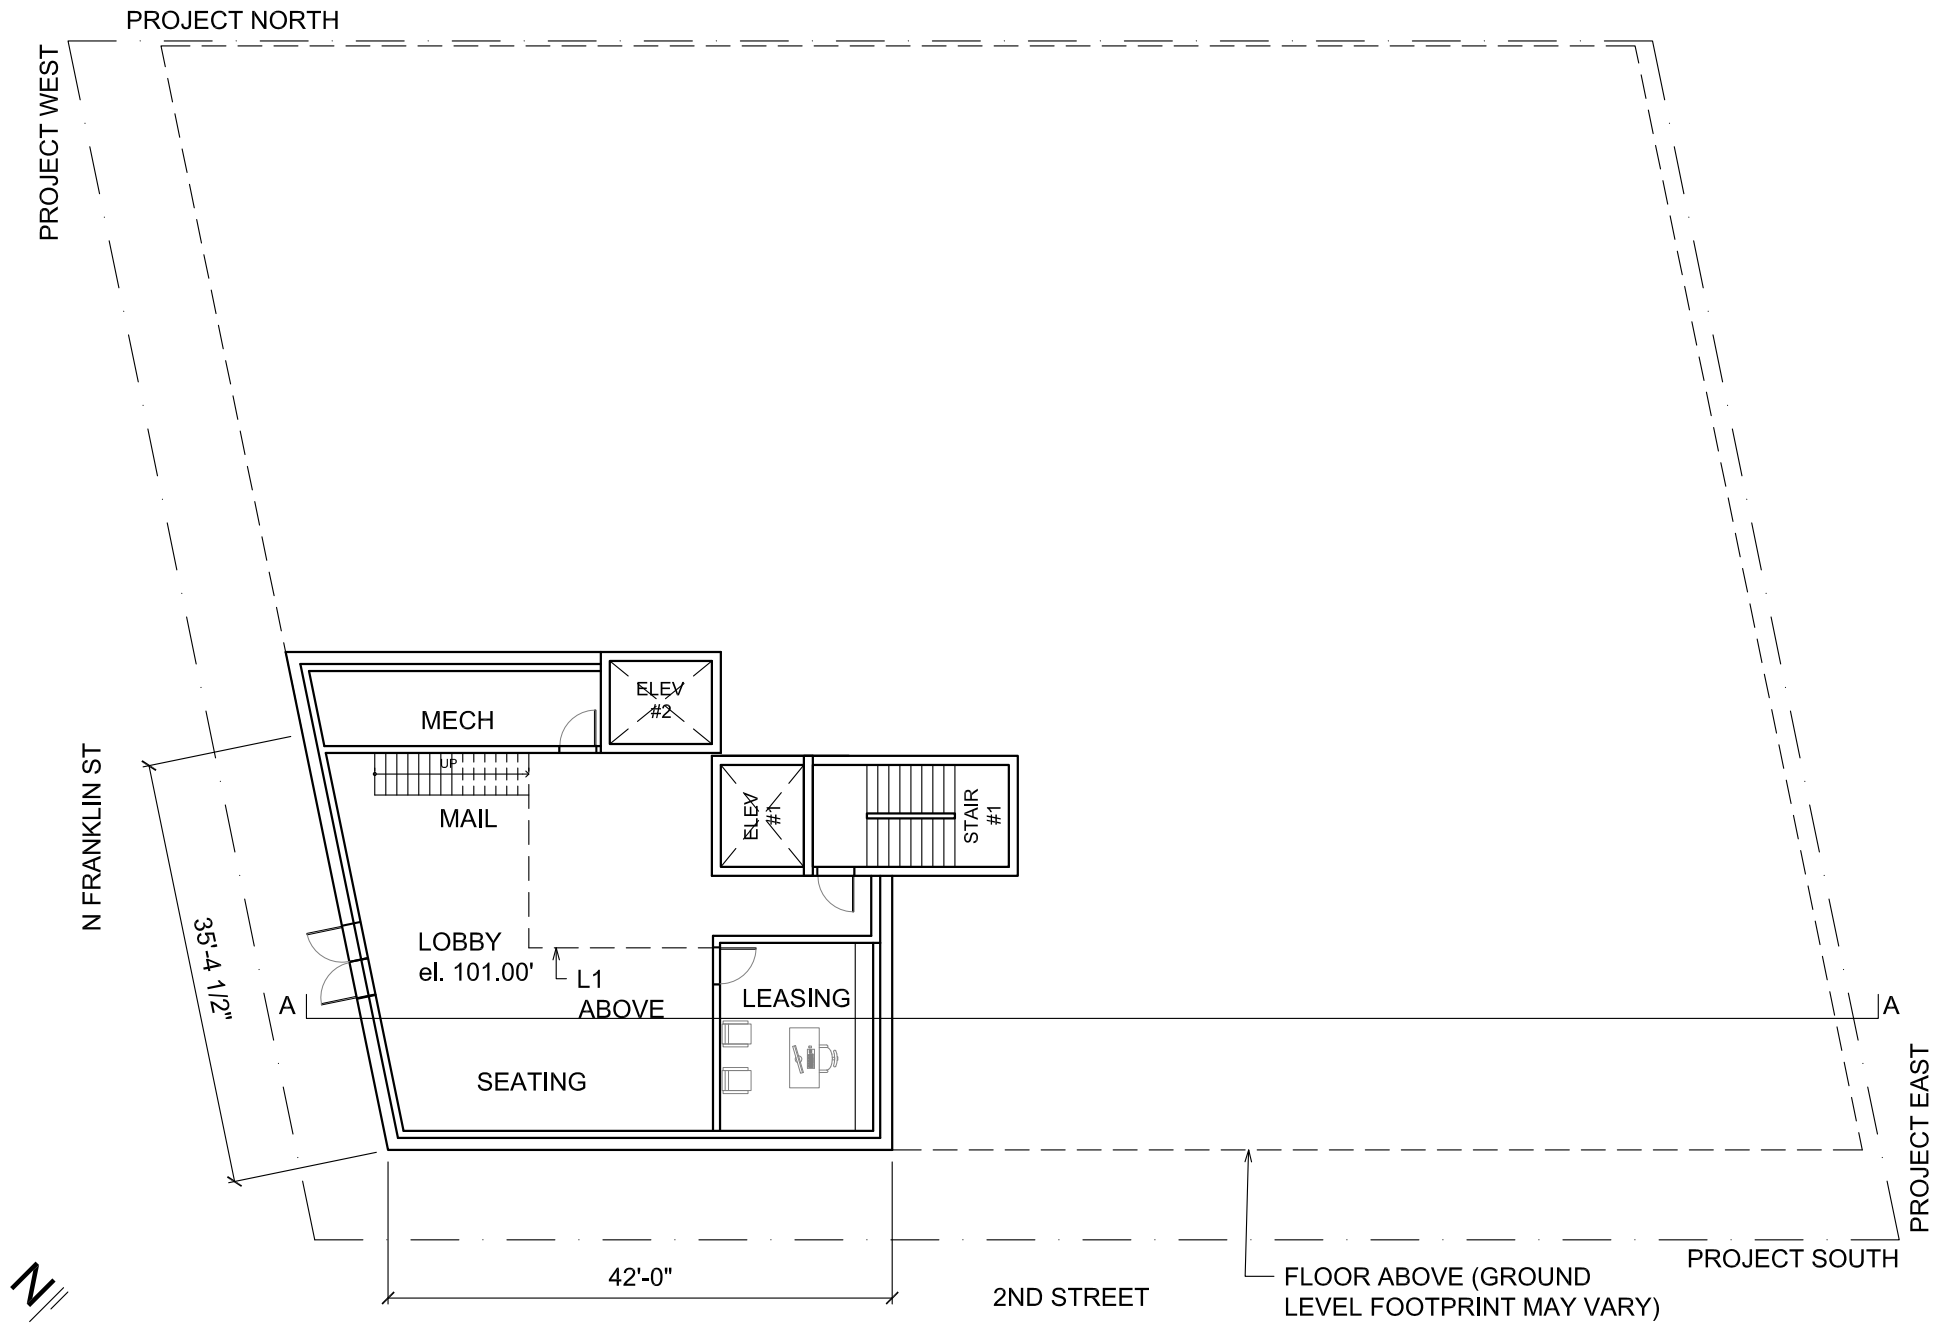 PROJECT NORTH
PROJECT WEST
ELEV
#2
MECH
UP
MAIL
ELEV
#1
STAIR
#1
N FRANKLIN ST
35'-4 1/2"
LOBBY
el. 101.00'
L1
ABOVE
LEASING
A
A
SEATING
PROJECT EAST
PROJECT SOUTH
42'-0"
2ND STREET
FLOOR ABOVE (GROUND
LEVEL FOOTPRINT MAY VARY)
N